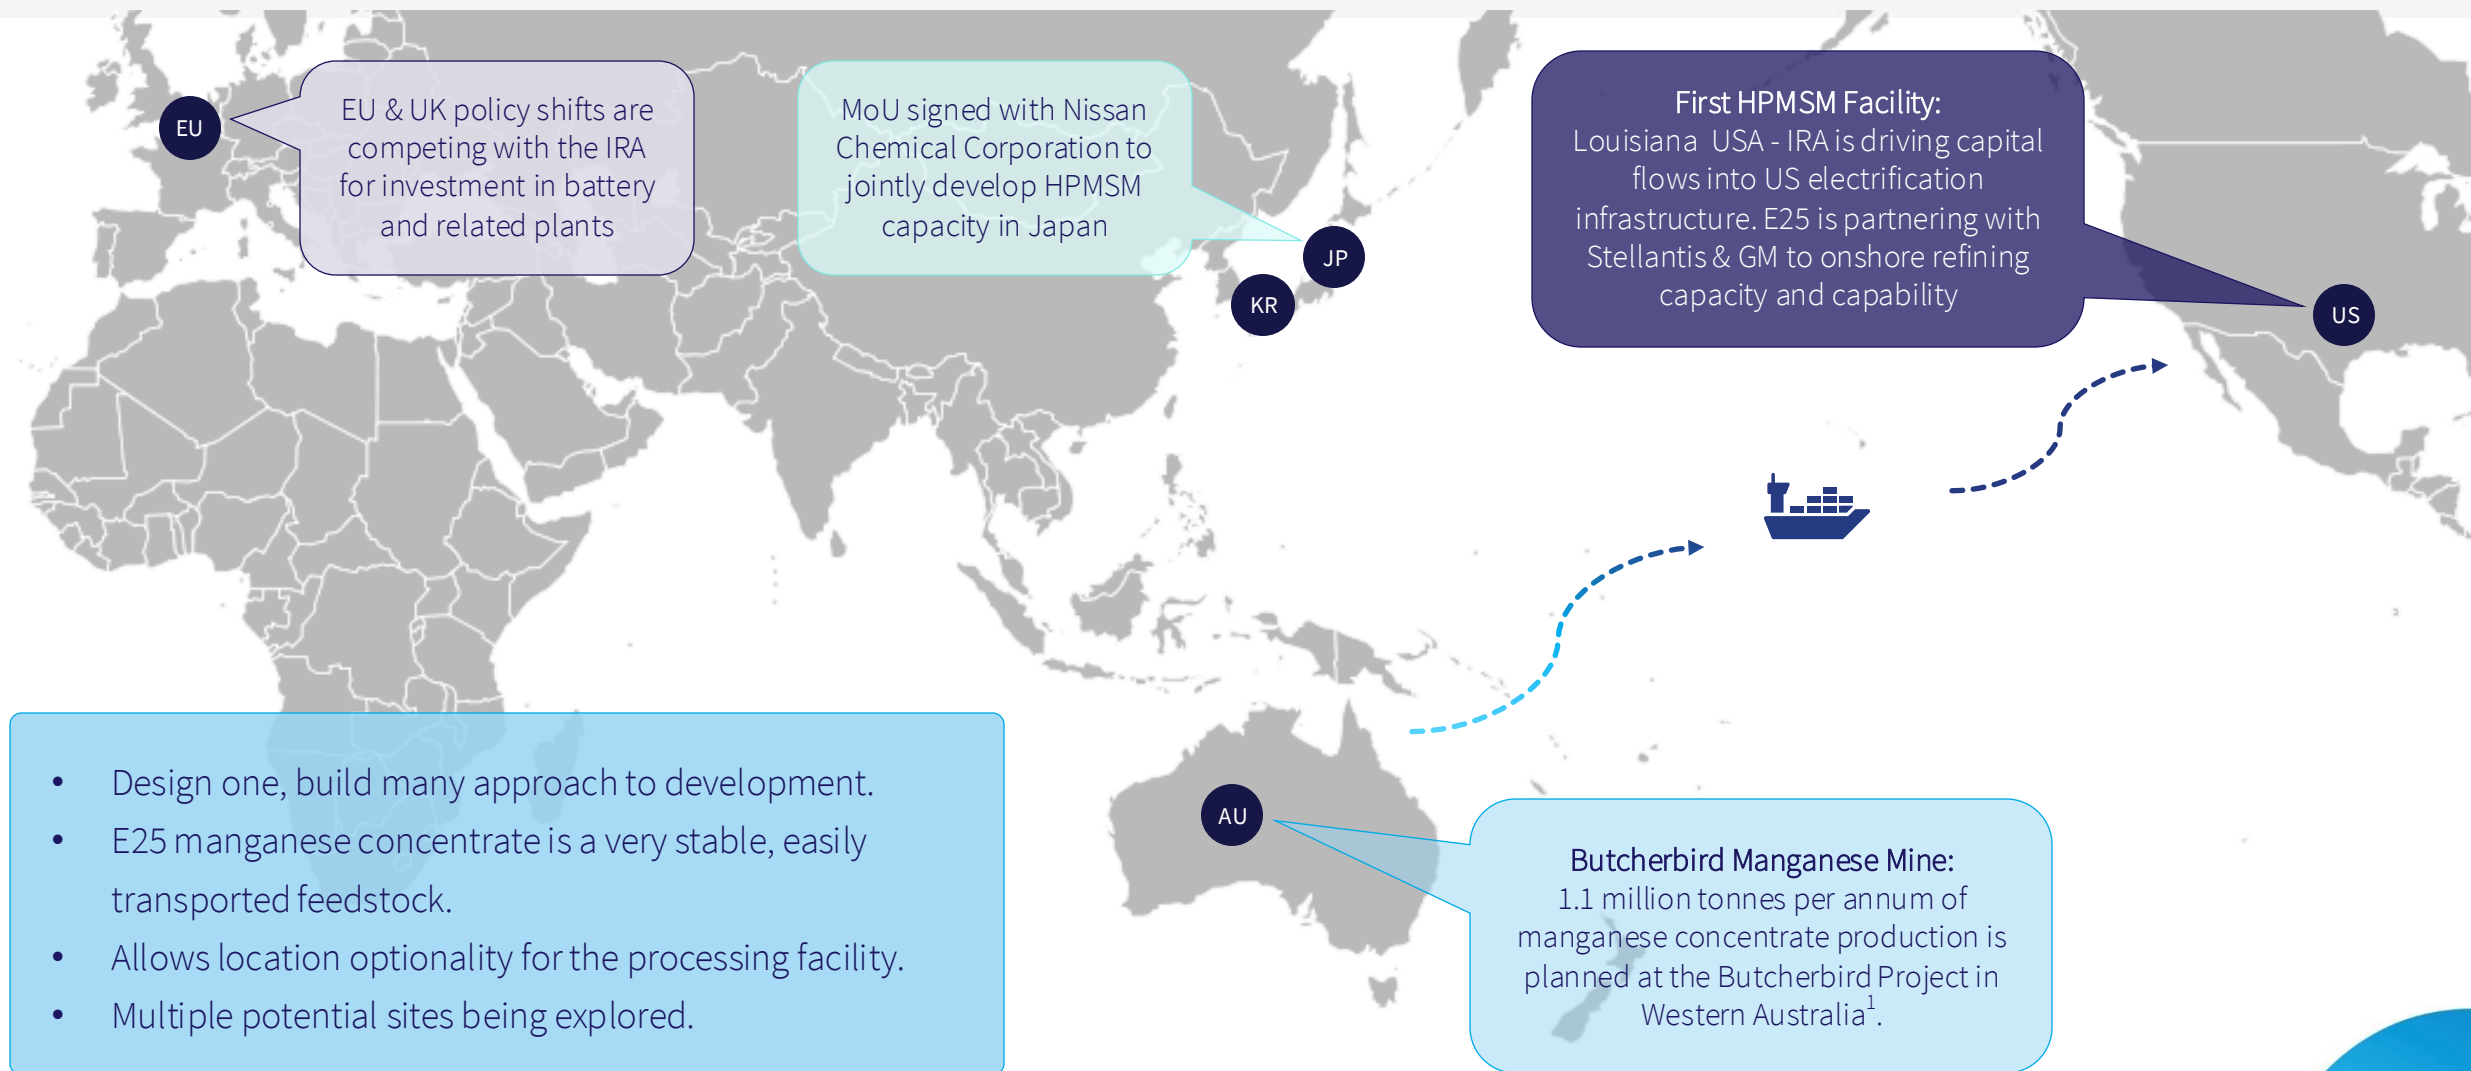 EU
EU & UK policy shifts are
competing with the IRA
for investment in battery
and related plants
MoU signed with Nissan
Chemical Corporation to
jointly develop HPMSM
capacity in Japan
JP
KR
First HPMSM Facility:
Louisiana USA - IRA is driving capital
flows into US electrification
infrastructure. E25 is partnering with
Stellantis & GM to onshore refining
capacity and capability
US
• Design one, build many approach to development.
• E25 manganese concentrate is a very stable, easily
transported feedstock.
• Allows location optionality for the processing facility.
• Multiple potential sites being explored.
AU
Butcherbird Manganese Mine:
1.1 million tonnes per annum of
manganese concentrate production is
planned at the Butcherbird Project in
Western Australia¹.